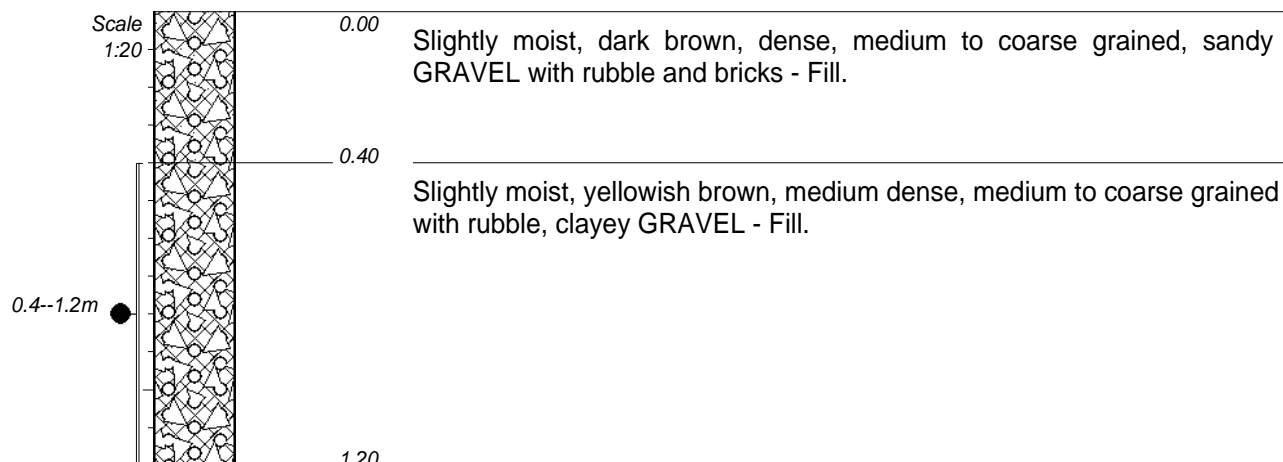 Scale
1:20
0.00
Slightly moist, dark brown, dense, medium to coarse grained, sandy
GRAVEL with rubble and bricks - Fill.
0.40
Slightly moist, yellowish brown, medium dense, medium to coarse grained
with rubble, clayey GRAVEL - Fill.
0.4--1.2m
1.20